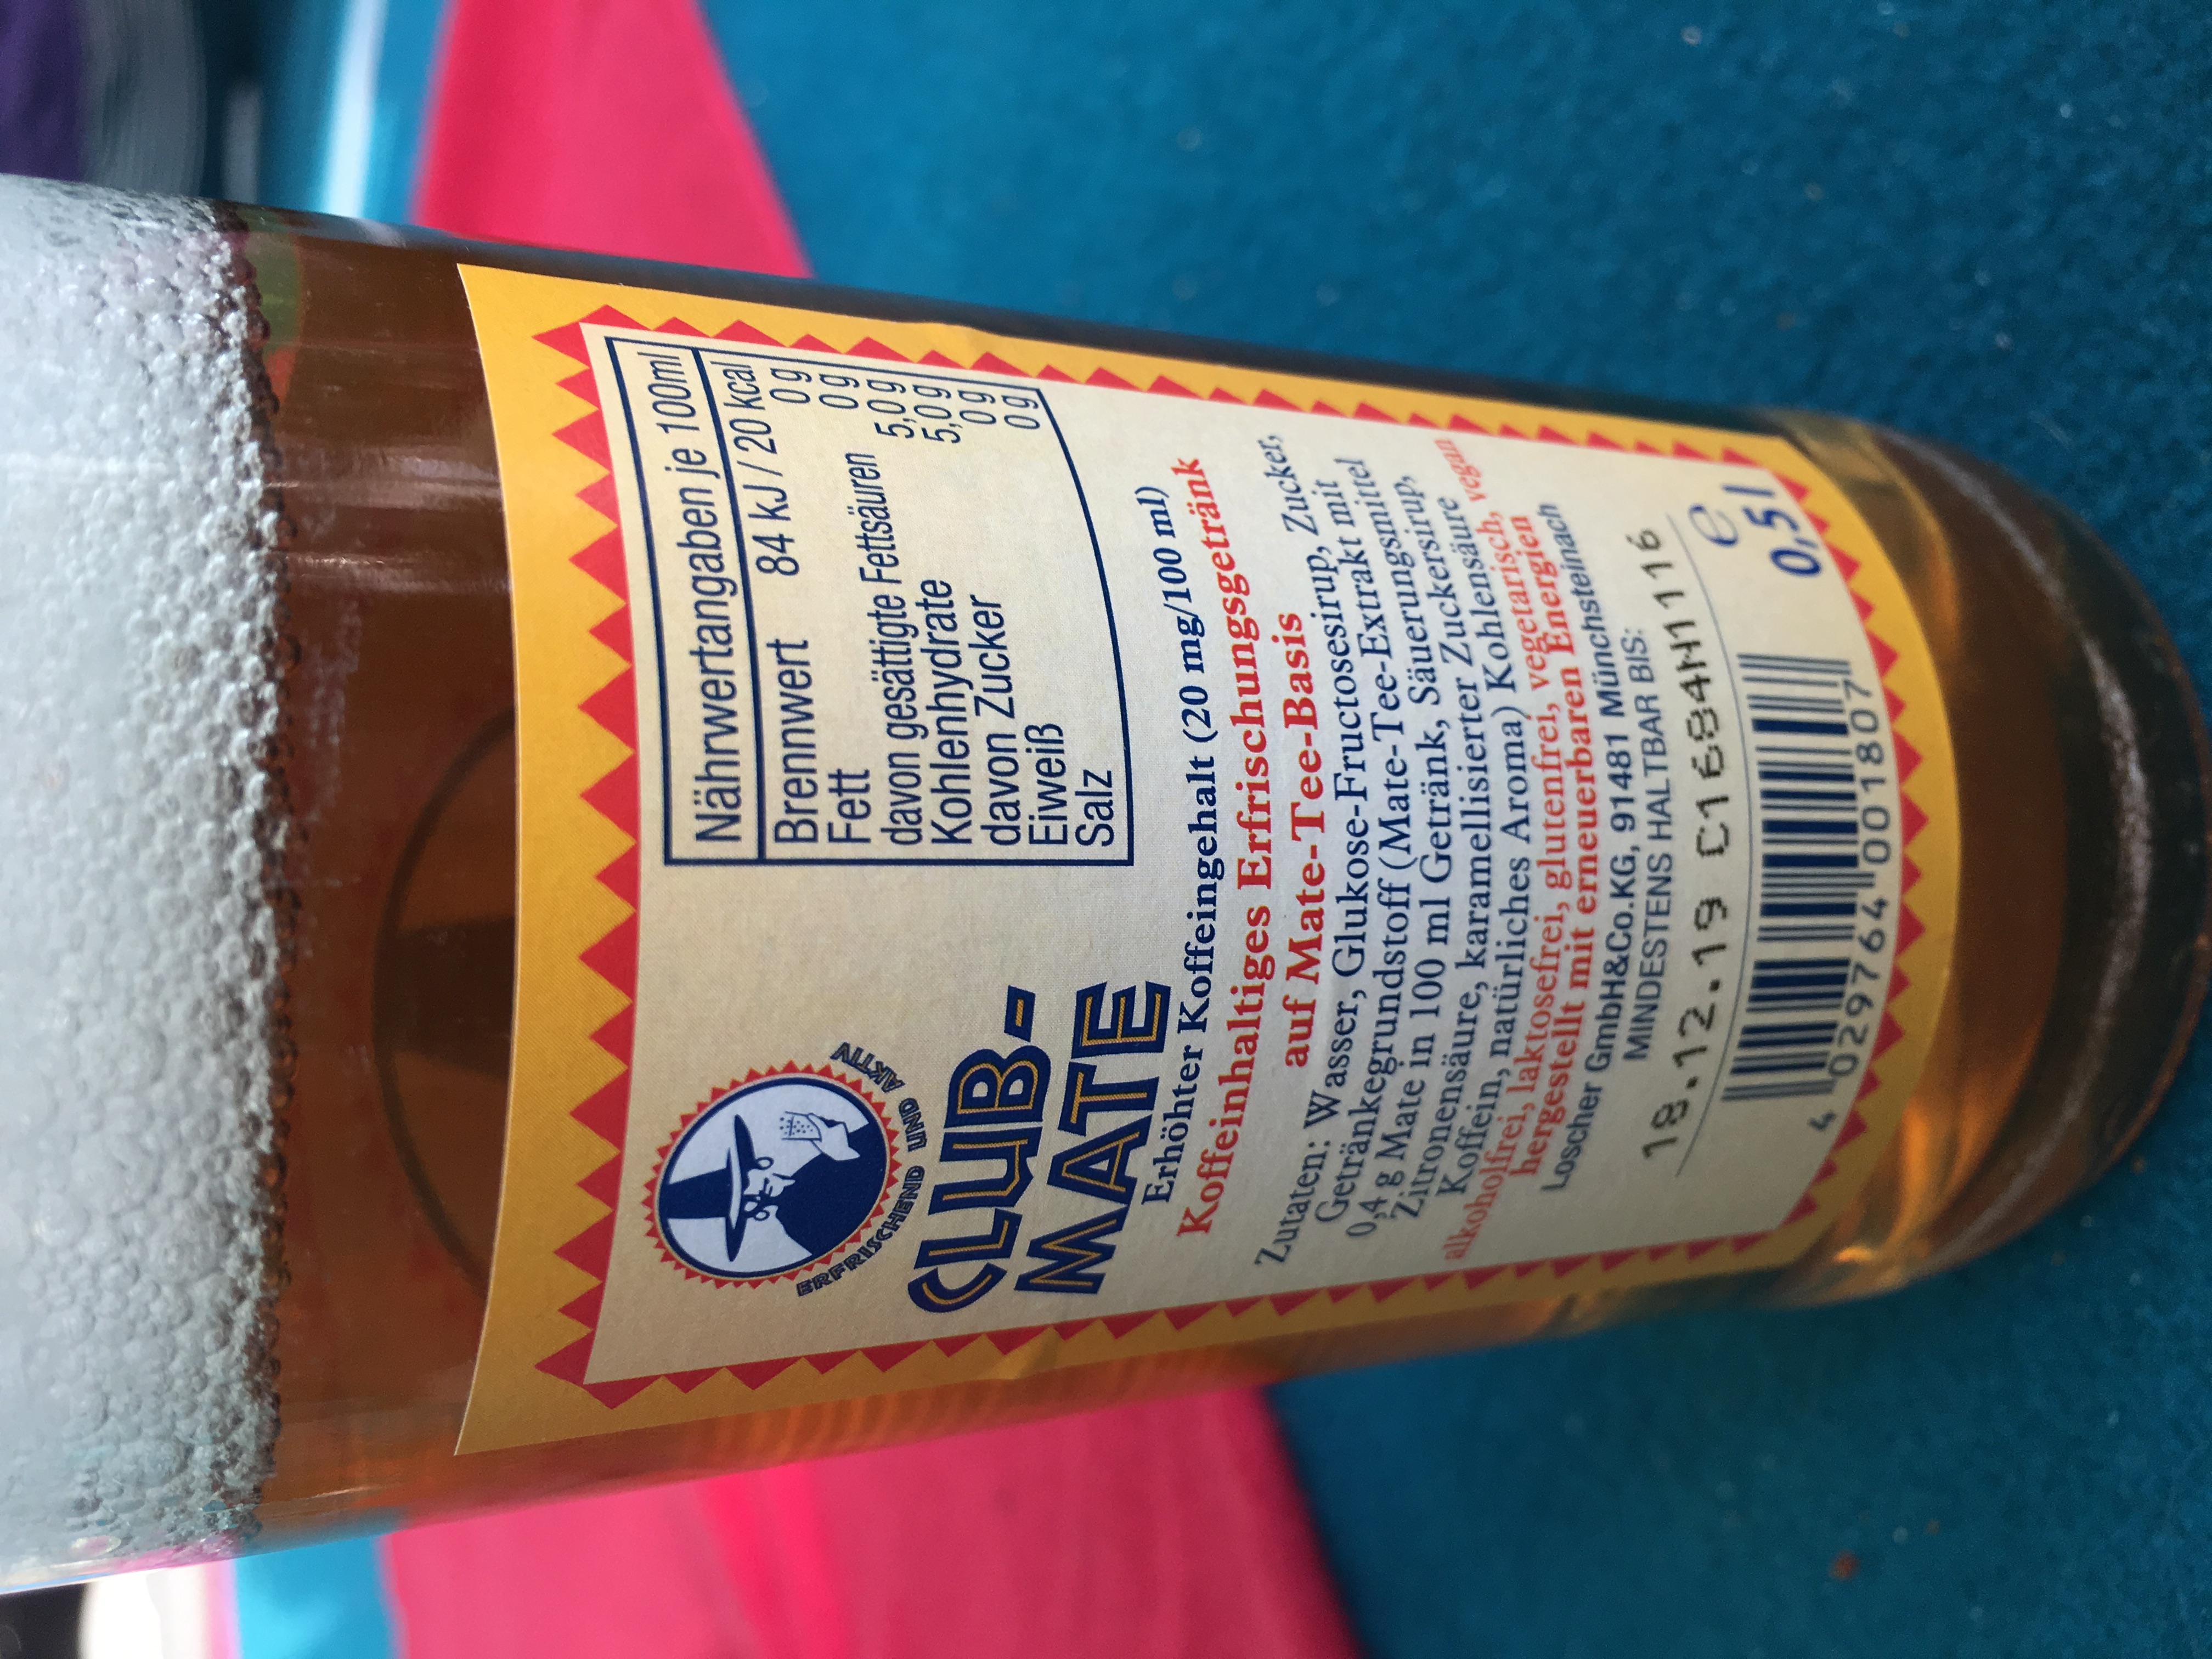 ERFRISCHEND UND AKTIV
CLUB-
MATE
Nährwertangaben je 100ml
Brennwert 84 kJ / 20 kcal
Fett 0 g
davon gesättigte Fettsäuren 0 g
Kohlenhydrate 5,0 g
davon Zucker 5,0 g
Eiweiß 0 g
Salz 0 g
Erhöhter Koffeingehalt (20 mg/100 ml)
Koffeinhaltiges Erfrischungsgetränk
auf Mate-Tee-Basis
Zutaten: Wasser, Glukose-Fructosesirup, Zucker,
Getränkegrundstoff (Mate-Tee-Extrakt mit
0,4 g Mate in 100 ml Getränk, Säuerungsmittel
Zitronensäure, karamellisierter Zuckersirup,
Koffein, natürliches Aroma) Kohlensäure
alkoholfrei, laktosefrei, glutenfrei, vegetarisch, vegan
hergestellt mit erneuerbaren Energien
Loscher GmbH&Co.KG, 91481 Münchsteinach
MINDESTENS HALTBAR BIS:
18.12.19 C1684N1116
e
0,5 l
4 029764 001807